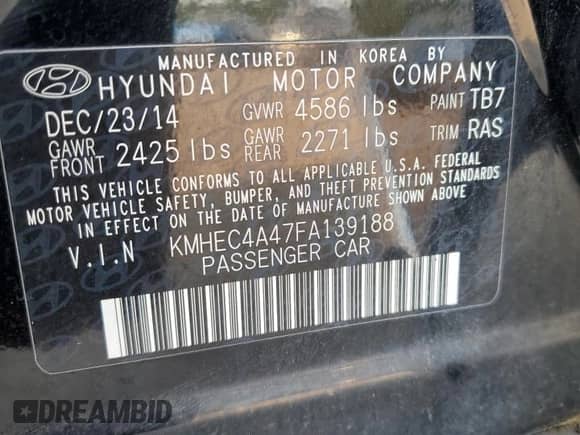 MANUFACTURED IN KOREA BY
HYUNDAI MOTOR COMPANY
DEC/23/14 GVWR 4586 lbs PAINT TB7
GAWR FRONT 2425 lbs GAWR REAR 2271 lbs TRIM RAS
THIS VEHICLE CONFORMS TO ALL APPLICABLE U.S.A. FEDERAL
MOTOR VEHICLE SAFETY, BUMPER, AND THEFT PREVENTION STANDARDS
IN EFFECT ON THE DATE OF MANUFACTURE SHOWN ABOVE.
V.I.N KMHEC4A47FA139188
PASSENGER CAR
DREAMBID